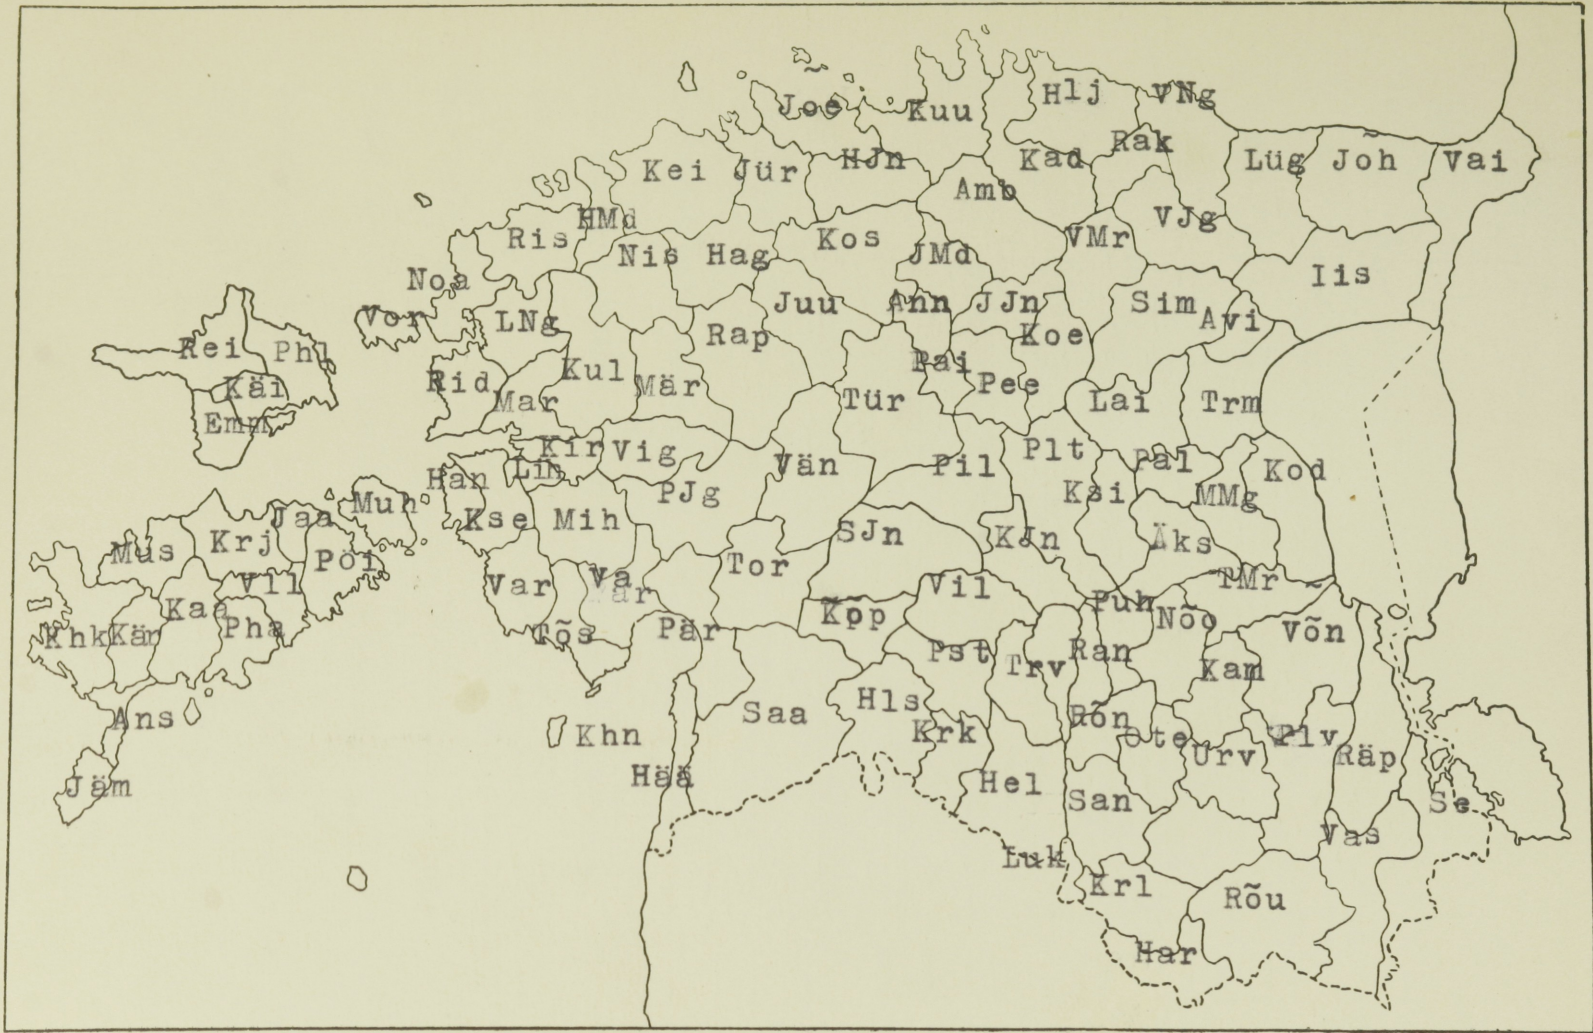 Jõe
Kuu
Hlj
VNg
Kei
Jür
HJn
Kad
Rak
Lüg
Jõh
Vai
Amb
HMd
Ris
Nis
Hag
Kos
JMd
VMr
VJg
Iis
Noa
Vor
LNg
Juu
Ann
JJn
Koe
Sim
Avi
Rap
Rei
Phl
Käi
Emm
Rid
Mar
Kul
Mär
Tür
Pai
Pee
Lai
Trm
Kir
Vig
Lih
Han
Vän
Pil
Plt
Pal
Kod
PJg
Ksi
MMg
Muh
Jaa
Kse
Mih
SJn
KJn
Äks
Mus
Krj
Pöi
Vll
Var
Va
Tor
Vil
TMr
Kaa
Khk
Kär
Pha
Tõs
Pär
Kõp
Puh
Nõo
Võn
Pst
Trv
Ran
Kam
Ans
Khn
Saa
Hls
Krk
Rõn
Ote
Urv
Plv
Räp
Jäm
Hää
Hel
San
Se
Luk
Vas
Krl
Rõu
Har